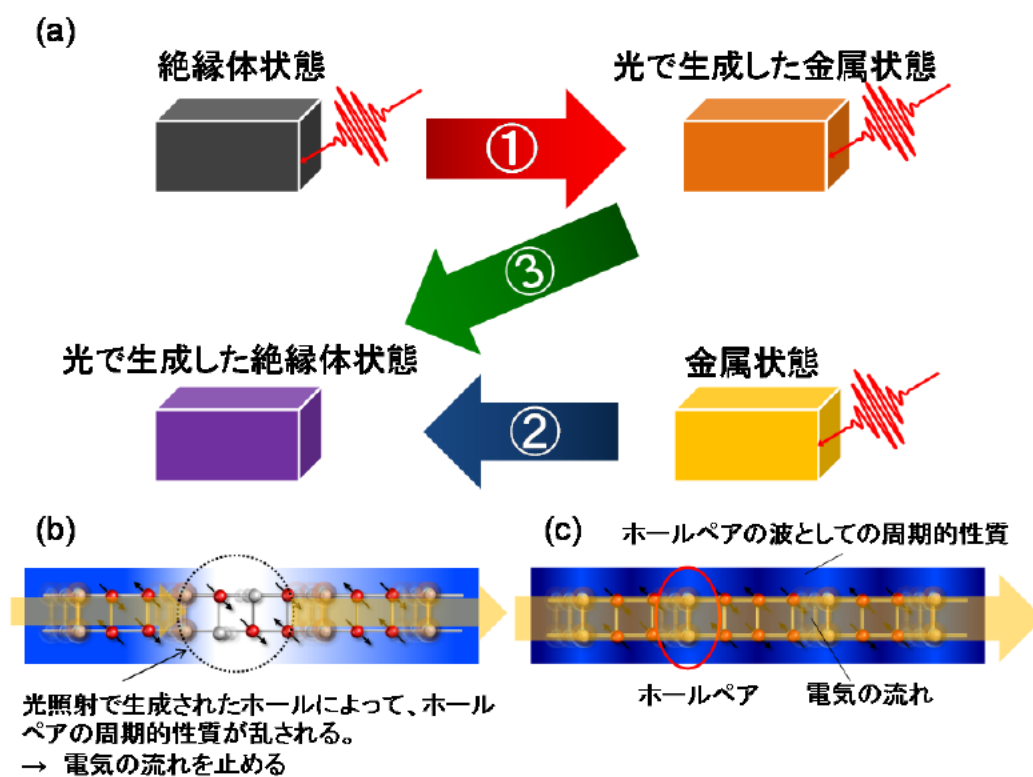 (a)
絶縁体状態
光で生成した金属状態
①
③
光で生成した絶縁体状態
金属状態
②
(b)
(c)
ホールペアの波としての周期的性質
ホールペア
電気の流れ
光照射で生成されたホールによって、ホール
ペアの周期的性質が乱される。
→ 電気の流れを止める